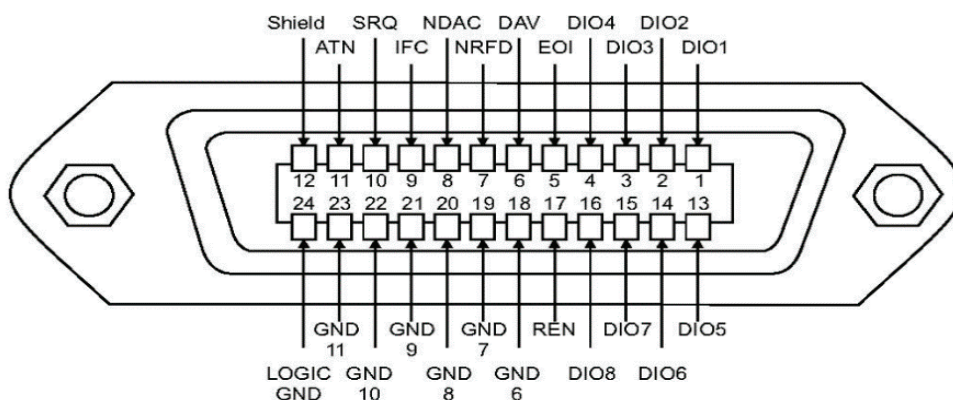 Shield SRQ NDAC DAV DIO4 DIO2
ATN IFC NRFD EOI DIO3 DIO1
12 11 10 9 8 7 6 5 4 3 2 1
24 23 22 21 20 19 18 17 16 15 14 13
GND GND GND REN DIO7 DIO5
11 9 7
LOGIC GND GND GND DIO8 DIO6
GND 10 8 6